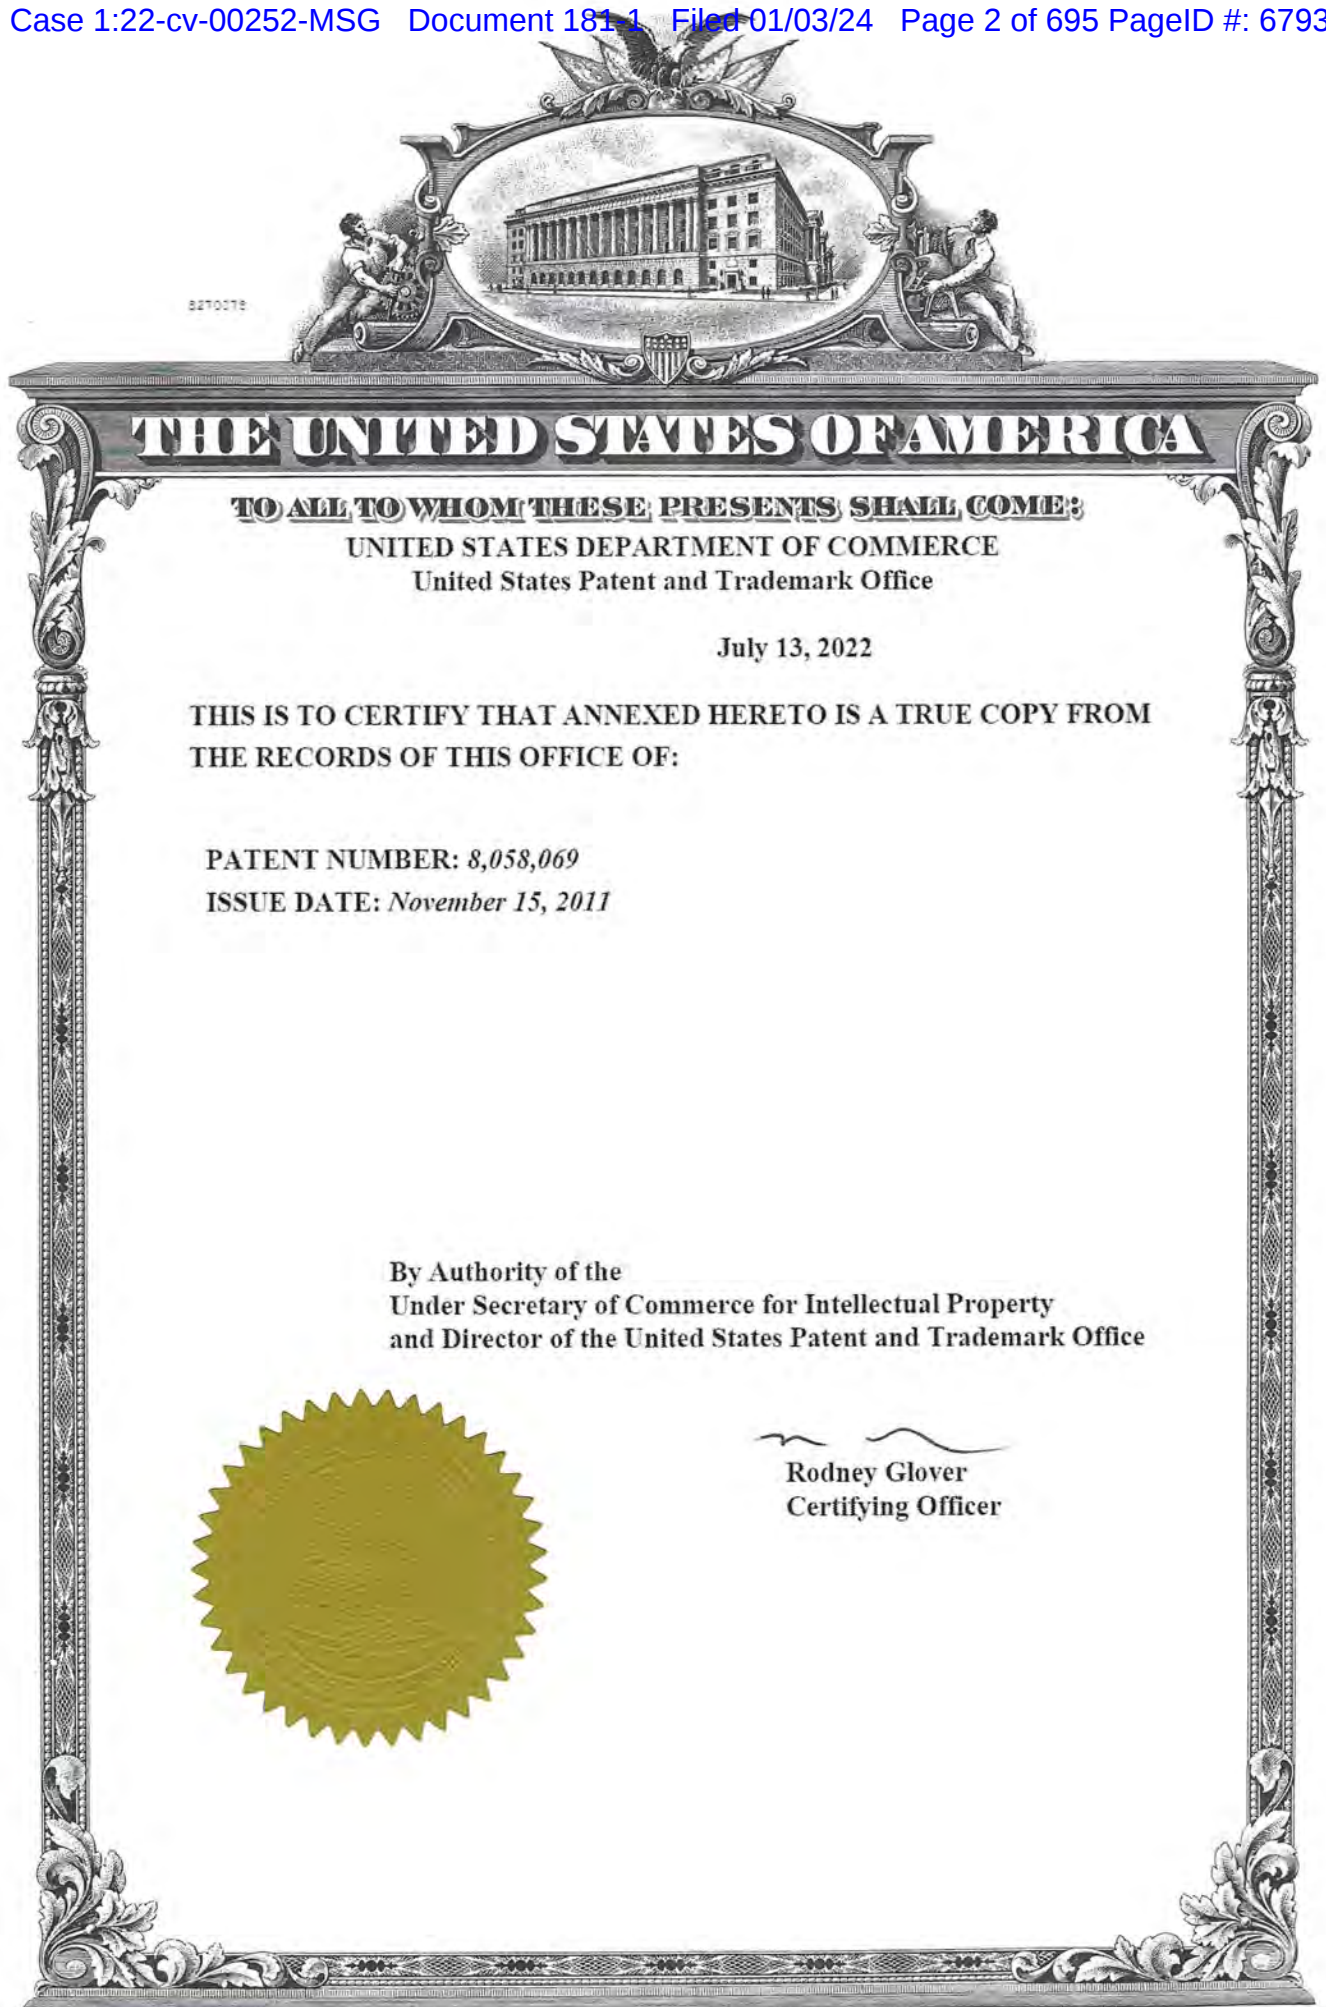 Case 1:22-cv-00252-MSG Document 181-1 Filed 01/03/24 Page 2 of 695 PageID #: 6793
8270278
THE UNITED STATES OF AMERICA
TO ALL TO WHOM THESE PRESENTS SHALL COME:
UNITED STATES DEPARTMENT OF COMMERCE
United States Patent and Trademark Office
July 13, 2022
THIS IS TO CERTIFY THAT ANNEXED HERETO IS A TRUE COPY FROM
THE RECORDS OF THIS OFFICE OF:
PATENT NUMBER: 8,058,069
ISSUE DATE: November 15, 2011
By Authority of the
Under Secretary of Commerce for Intellectual Property
and Director of the United States Patent and Trademark Office
Rodney Glover
Certifying Officer